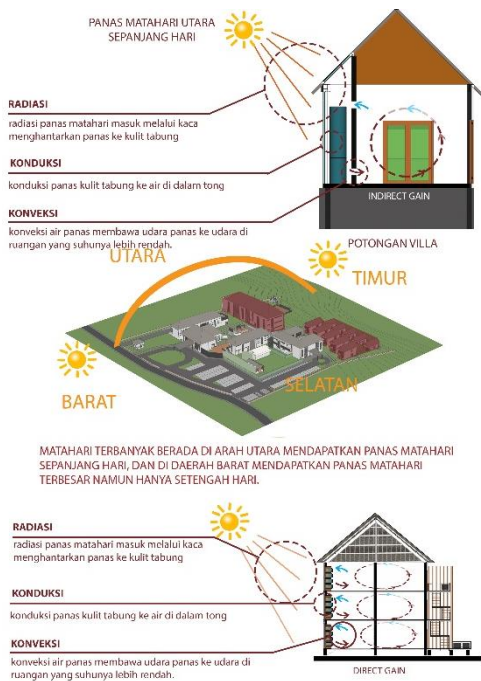 PANAS MATAHARI UTARA
SEPANJANG HARI
RADIASI
radiasi panas matahari masuk melalui kaca
menghantarkan panas ke kulit tabung
KONDUKSI
konduksi panas kulit tabung ke air di dalam tong
KONVEKSI
konveksi air panas membawa udara panas ke udara di
ruangan yang suhunya lebih rendah.
INDIRECT GAIN
POTONGAN VILLA
UTARA
TIMUR
BARAT
SELATAN
MATAHARI TERBANYAK BERADA DI ARAH UTARA MENDAPATKAN PANAS MATAHARI
SEPANJANG HARI, DAN DI DAERAH BARAT MENDAPATKAN PANAS MATAHARI
TERBESAR NAMUN HANYA SETENGAH HARI.
RADIASI
radiasi panas matahari masuk melalui kaca
menghantarkan panas ke kulit tabung
KONDUKSI
konduksi panas kulit tabung ke air di dalam tong
KONVEKSI
konveksi air panas membawa udara panas ke udara di
ruangan yang suhunya lebih rendah.
DIRECT GAIN